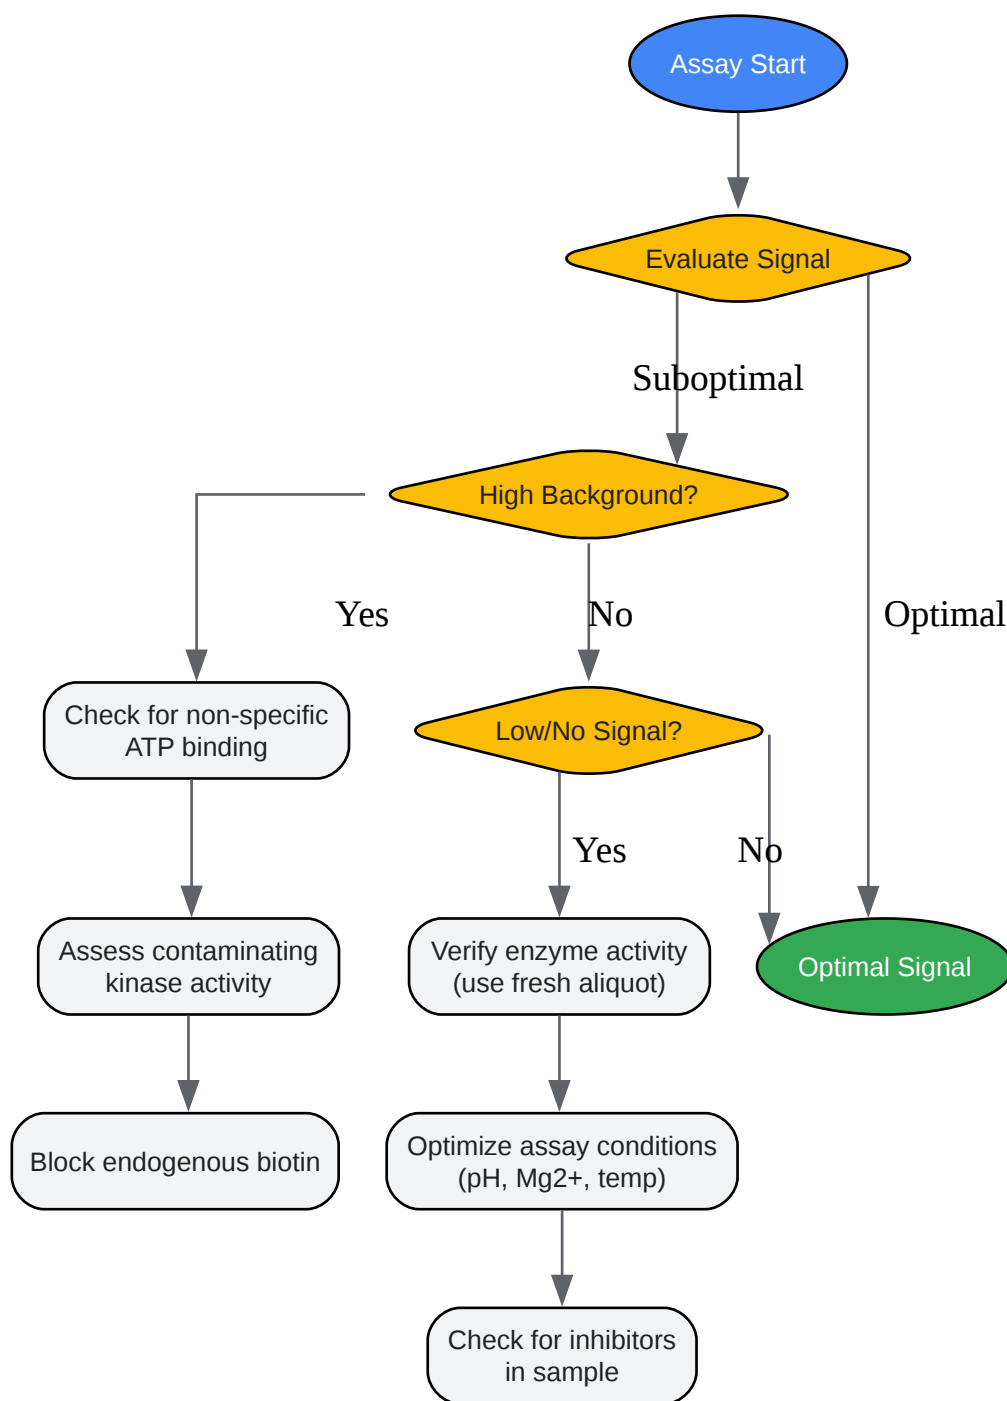 Assay Start
Evaluate Signal
Suboptimal
High Background?
Yes
No
Optimal
Check for non-specific
ATP binding
Low/No Signal?
Yes
No
Assess contaminating
kinase activity
Verify enzyme activity
(use fresh aliquot)
Optimal Signal
Block endogenous biotin
Optimize assay conditions
(pH, Mg2+, temp)
Check for inhibitors
in sample